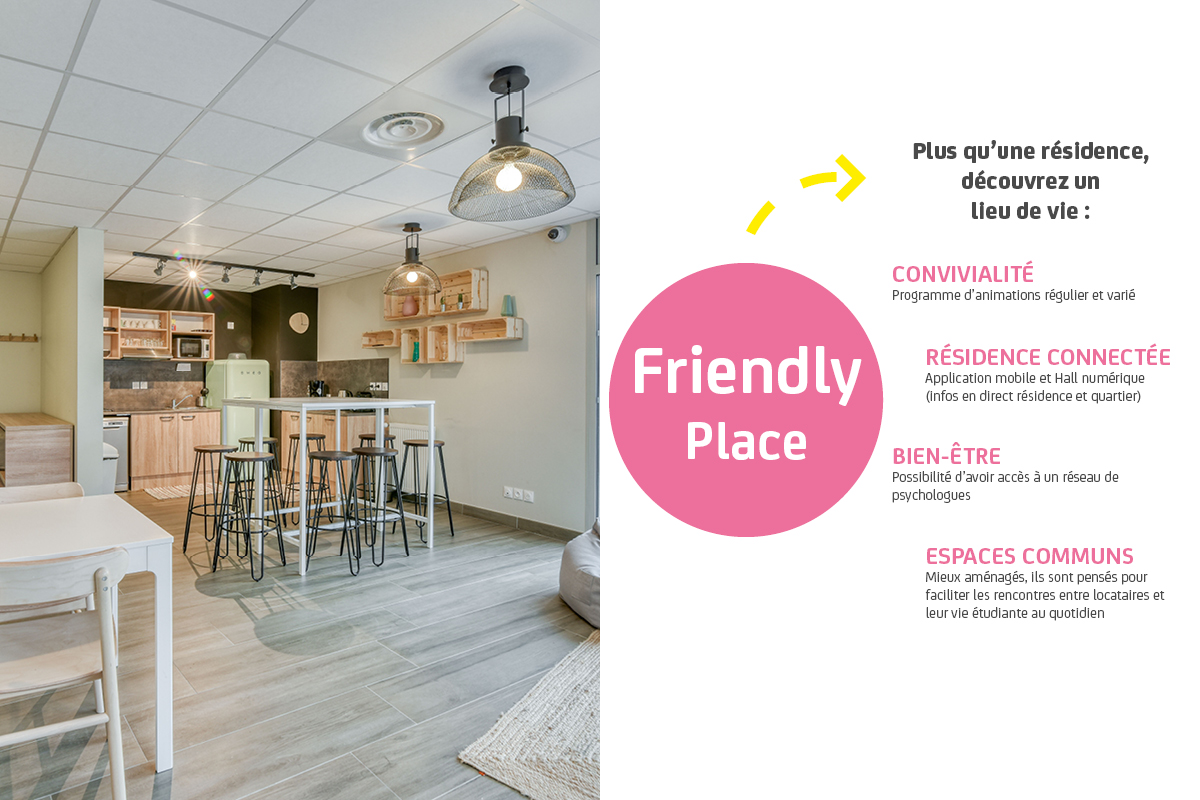 Plus qu'une résidence,
découvrez un
lieu de vie :
Friendly
Place
CONVIVIALITÉ
Programme d'animations régulier et varié
RÉSIDENCE CONNECTÉE
Application mobile et Hall numérique
(infos en direct résidence et quartier)
BIEN-ÊTRE
Possibilité d'avoir accès à un réseau de
psychologues
ESPACES COMMUNS
Mieux aménagés, ils sont pensés pour
faciliter les rencontres entre locataires et
leur vie étudiante au quotidien